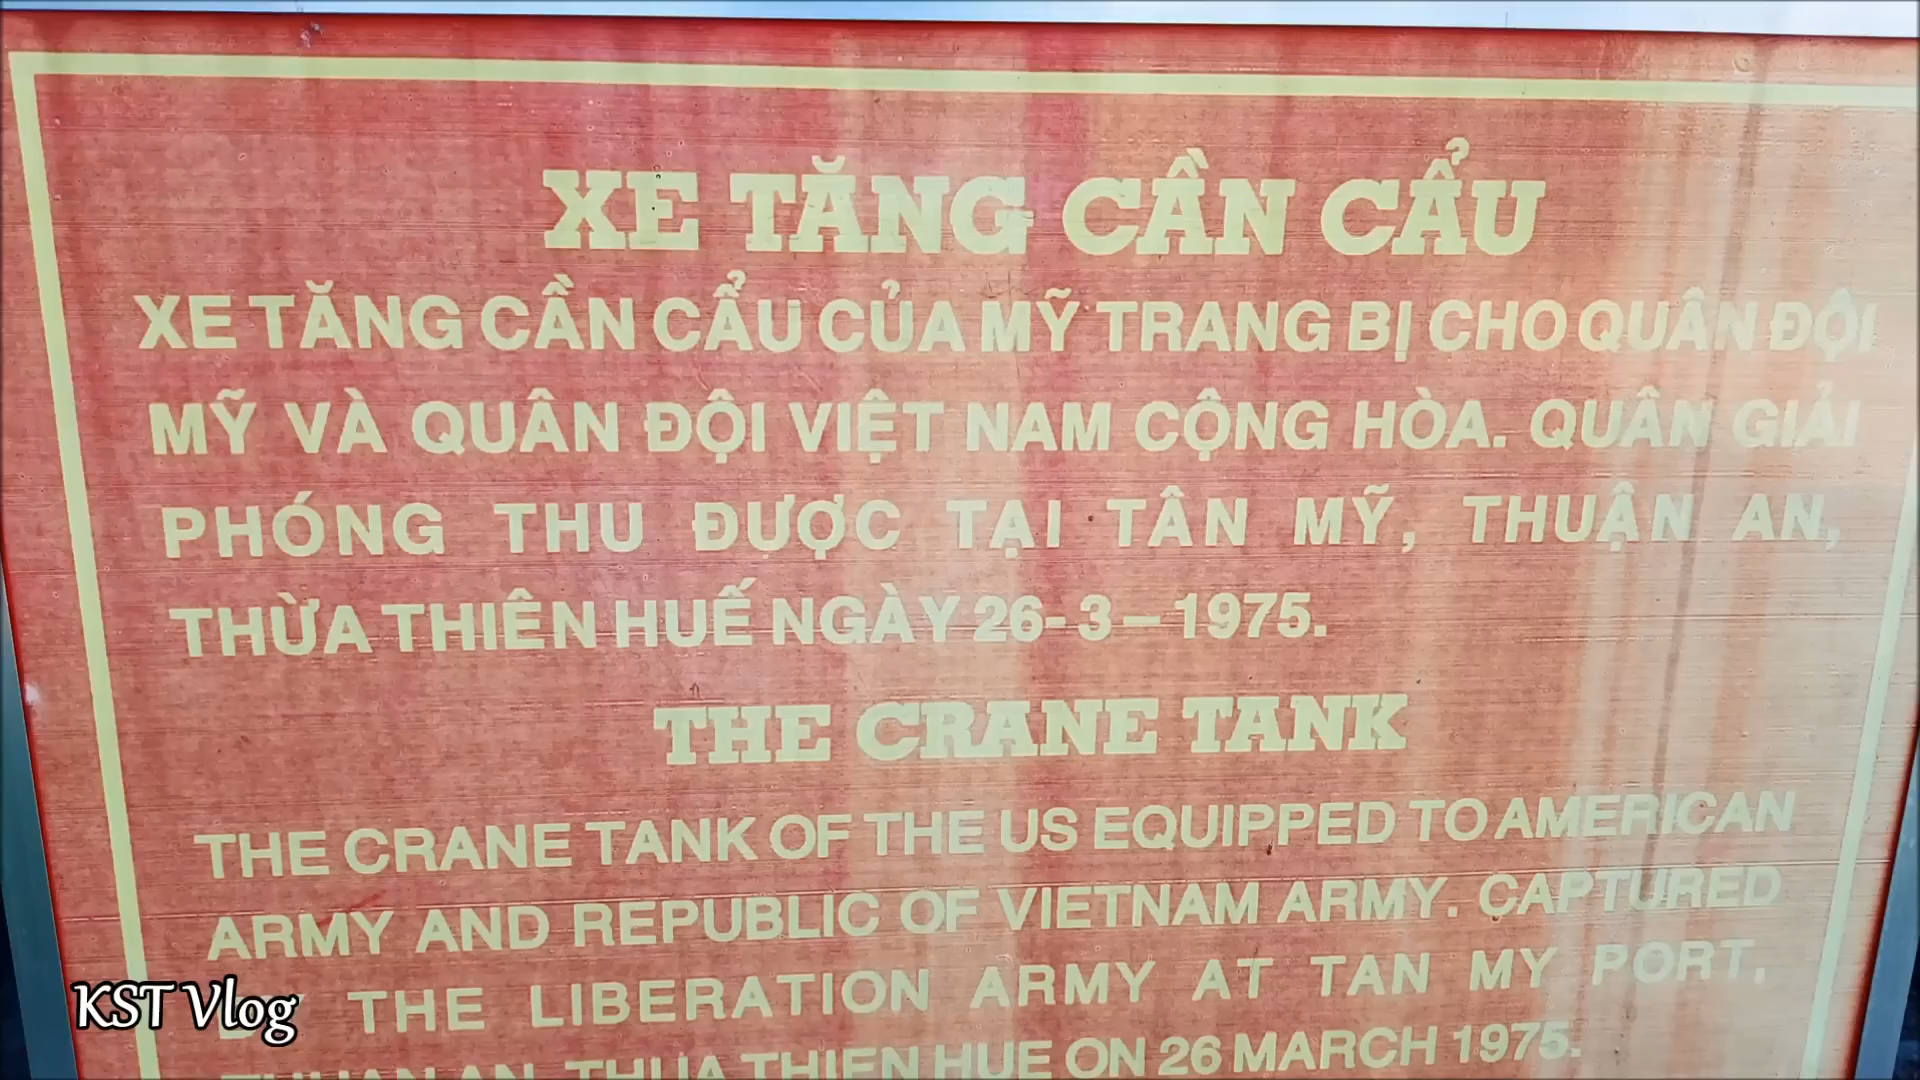 XE TĂNG CẦN CẨU
XE TĂNG CẦN CẨU CỦA MỸ TRANG BỊ CHO QUÂN ĐỘI
MỸ VÀ QUÂN ĐỘI VIỆT NAM CỘNG HÒA. QUÂN GIẢI
PHÓNG THU ĐƯỢC TẠI TÂN MỸ, THUẬN AN,
THỪA THIÊN HUẾ NGÀY 26-3-1975.
THE CRANE TANK
THE CRANE TANK OF THE US EQUIPPED TO AMERICAN
ARMY AND REPUBLIC OF VIETNAM ARMY. CAPTURED
THE LIBERATION ARMY AT TAN MY PORT,
THUAN AN, THUA THIEN HUE ON 26 MARCH 1975.
KST Vlog